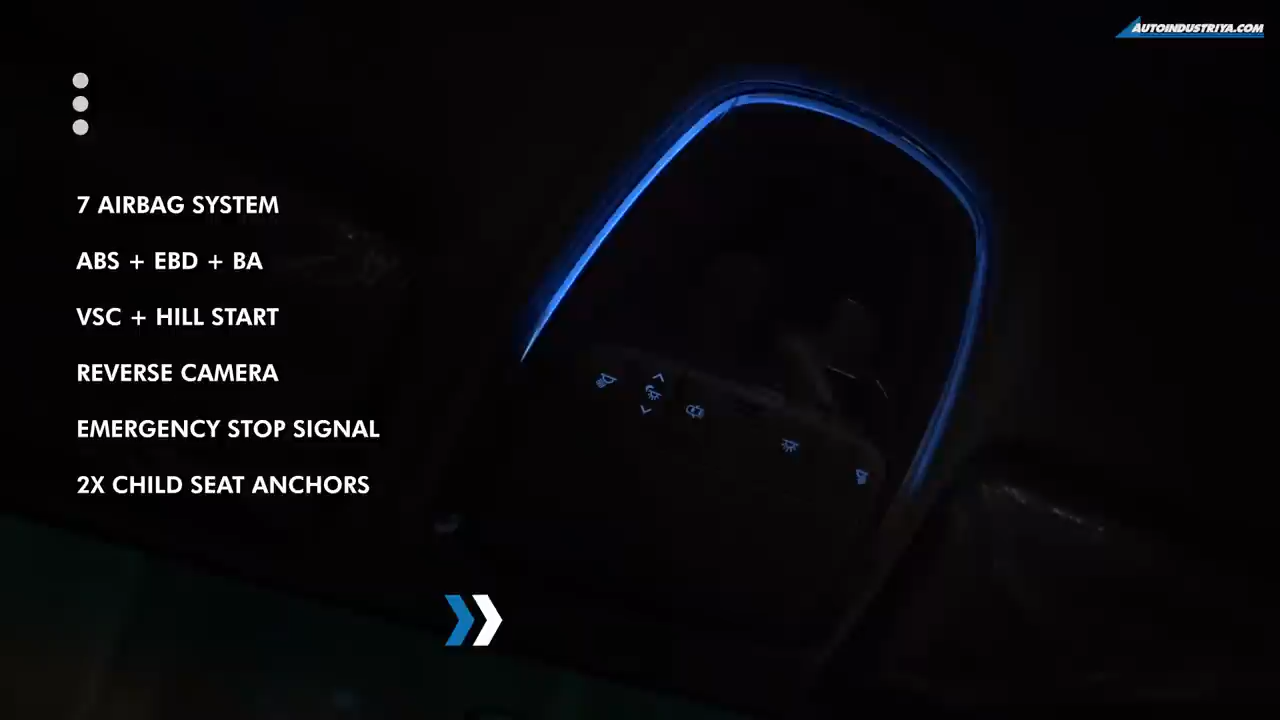 AUTOINDUSTRIYA.COM
7 AIRBAG SYSTEM
ABS + EBD + BA
VSC + HILL START
REVERSE CAMERA
EMERGENCY STOP SIGNAL
2X CHILD SEAT ANCHORS